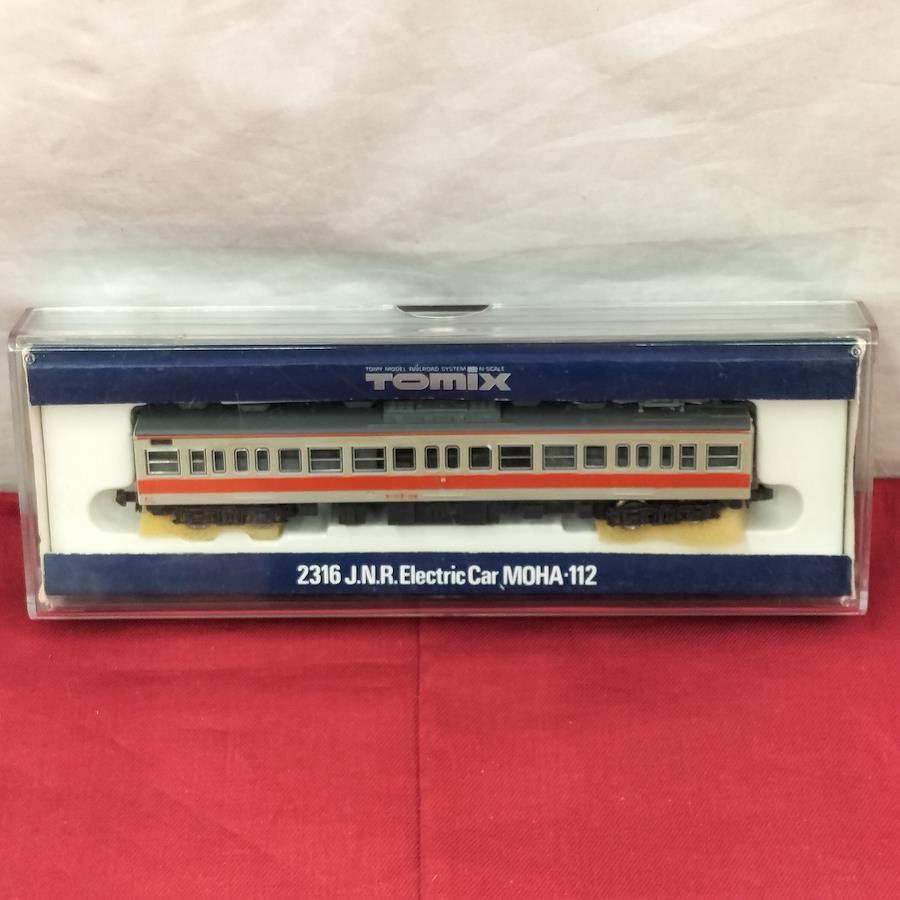 TOMY MODEL RAILROAD SYSTEM N-SCALE
TOMIX
2316 J.N.R. Electric Car MOHA·112